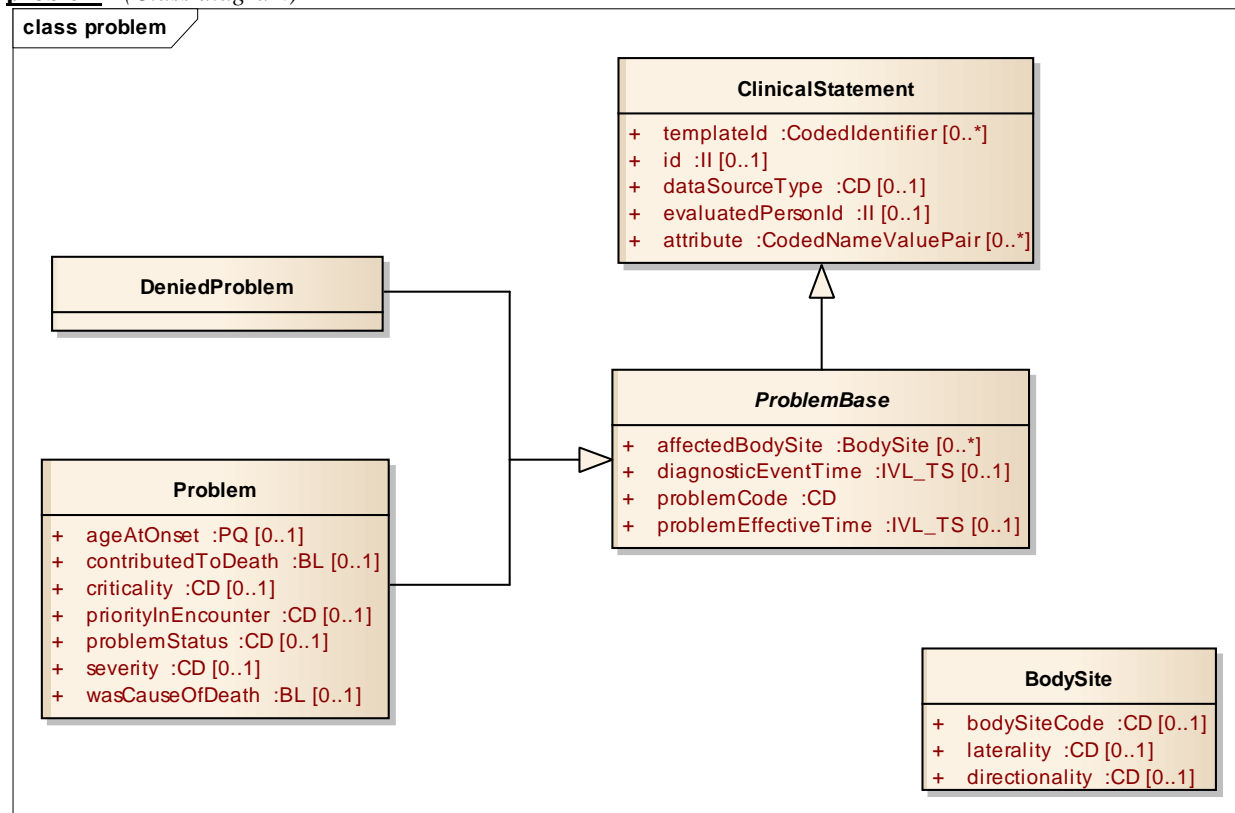 (Class diagram)
class problem
ClinicalStatement
+ templateId :CodedIdentifier [0..*]
+ id :II [0..1]
+ dataSourceType :CD [0..1]
+ evaluatedPersonId :II [0..1]
+ attribute :CodedNameValuePair [0..*]
DeniedProblem
ProblemBase
+ affectedBodySite :BodySite [0..*]
+ diagnosticEventTime :IVL_TS [0..1]
+ problemCode :CD
+ problemEffectiveTime :IVL_TS [0..1]
Problem
+ ageAtOnset :PQ [0..1]
+ contributedToDeath :BL [0..1]
+ criticality :CD [0..1]
+ priorityInEncounter :CD [0..1]
+ problemStatus :CD [0..1]
+ severity :CD [0..1]
+ wasCauseOfDeath :BL [0..1]
BodySite
+ bodySiteCode :CD [0..1]
+ laterality :CD [0..1]
+ directionality :CD [0..1]